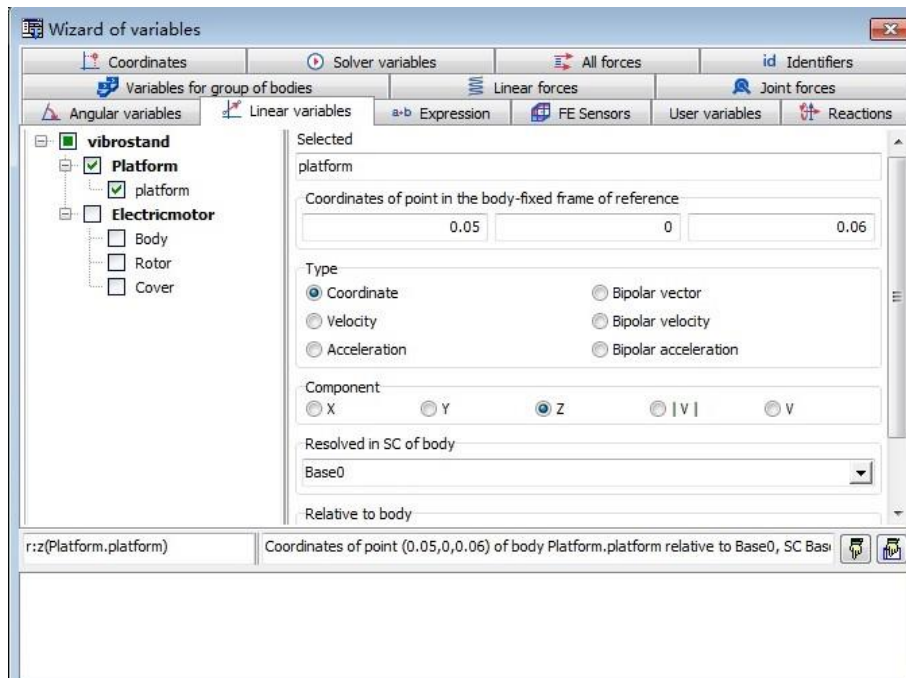 Wizard of variables
Coordinates Solver variables All forces id Identifiers
Variables for group of bodies Linear forces Joint forces
Angular variables Linear variables a+b Expression FE Sensors User variables Reactions
vibrostand
Platform
platform
Electricmotor
Body
Rotor
Cover
Selected
platform
Coordinates of point in the body-fixed frame of reference
0.05 0 0.06
Type
Coordinate Bipolar vector
Velocity Bipolar velocity
Acceleration Bipolar acceleration
Component
X Y Z |V| V
Resolved in SC of body
Base0
Relative to body
r:z(Platform.platform) Coordinates of point (0.05,0,0.06) of body Platform.platform relative to Base0, SC Bas